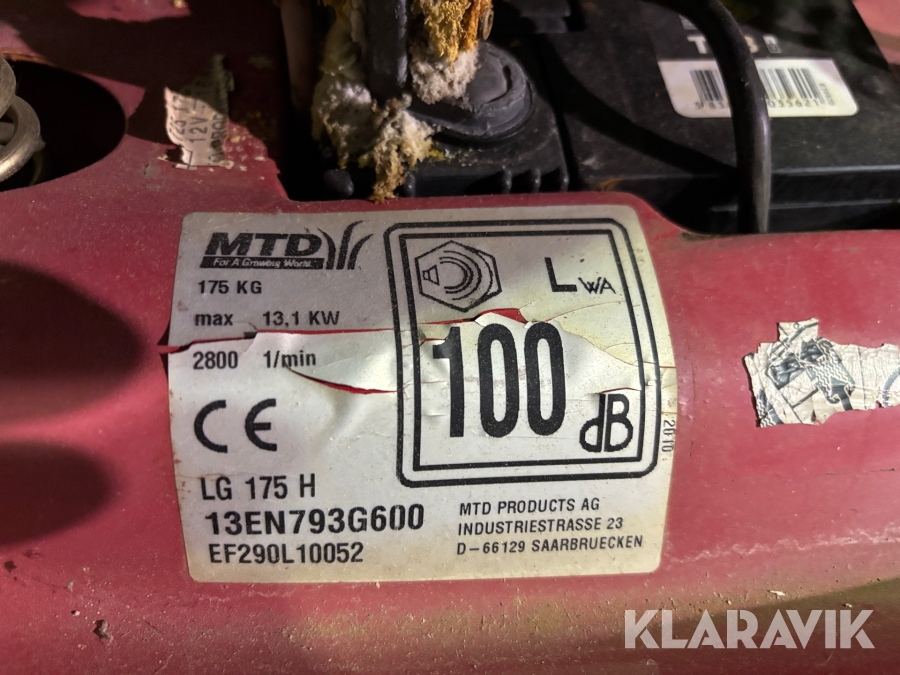 MTD
For A Growing World.
175 KG
max 13,1 KW
2800 1/min
CE
LWA
100
dB
2010
LG 175 H
13EN793G600
EF290L10052
MTD PRODUCTS AG
INDUSTRIESTRASSE 23
D-66129 SAARBRUECKEN
12V
KLARAVIK